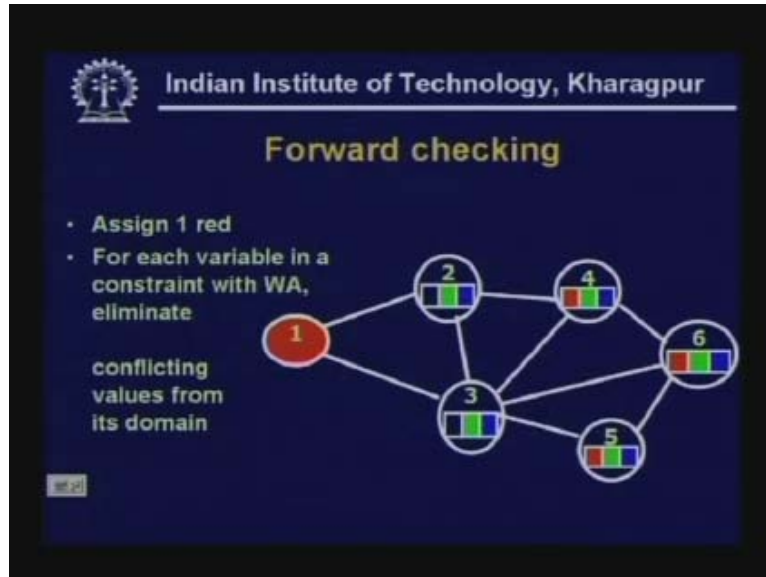 Indian Institute of Technology, Kharagpur
Forward checking
• Assign 1 red
• For each variable in a
constraint with WA,
eliminate
conflicting
values from
its domain
1
2
4
6
3
5